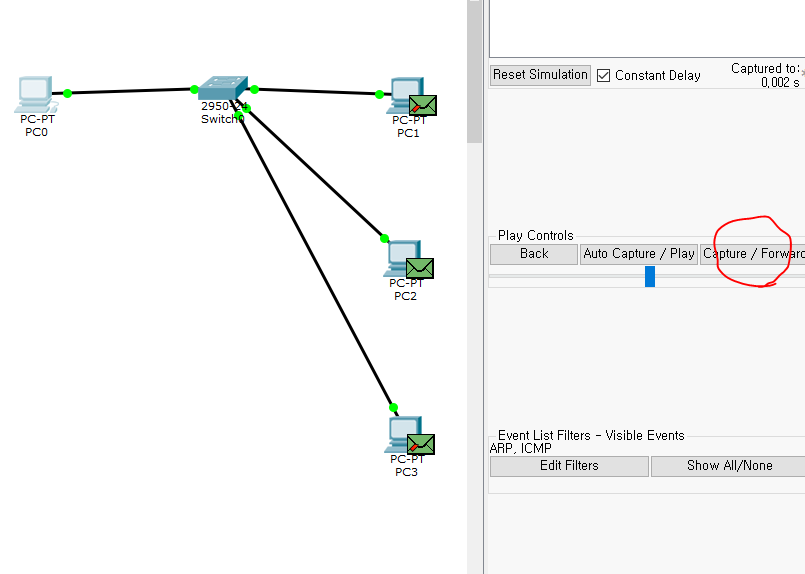 PC-PT
PC0
2950-24
Switch0
PC-PT
PC1
PC-PT
PC2
PC-PT
PC3
Reset Simulation
Constant Delay
Captured to:
0,002 s
Play Controls
Back
Auto Capture / Play
Capture / Forward
Event List Filters - Visible Events
ARP, ICMP
Edit Filters
Show All/None